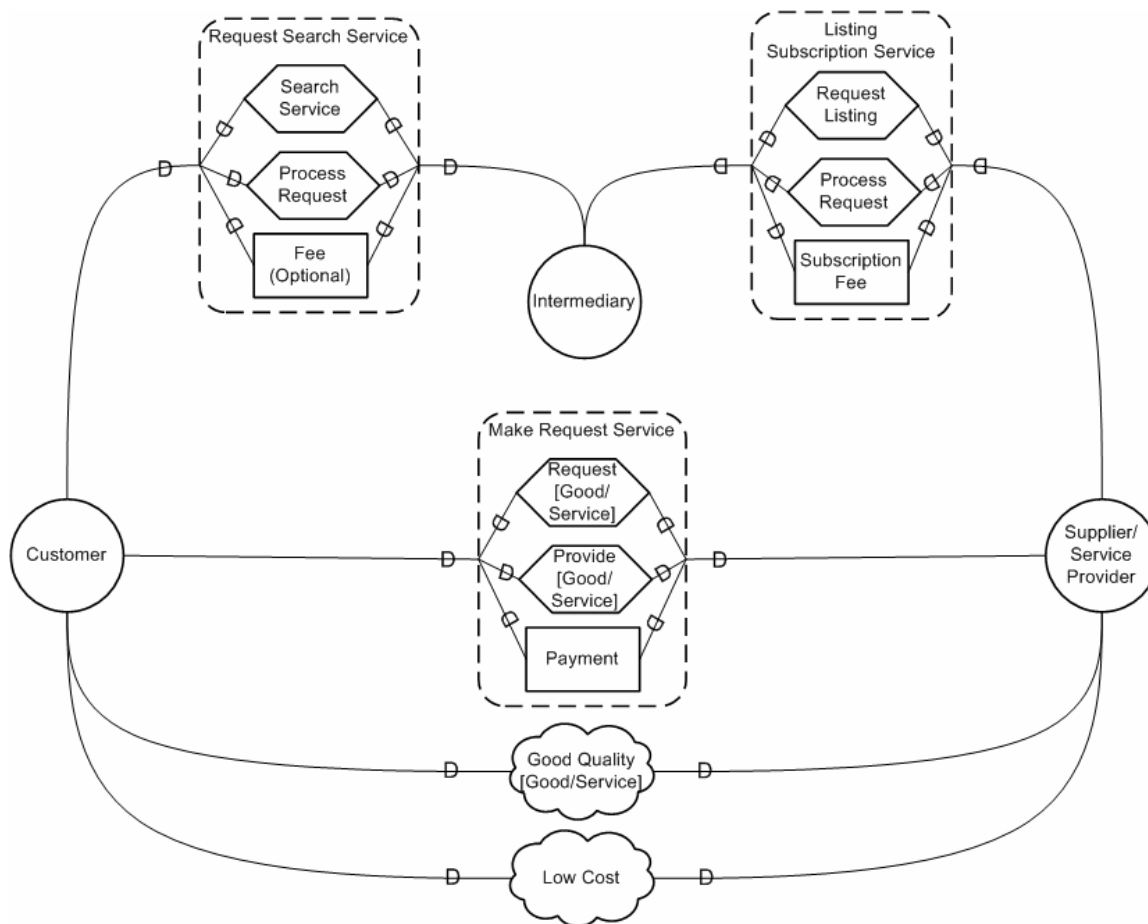 Request Search Service
Search
Service
Process
Request
Fee
(Optional)
Listing
Subscription Service
Request
Listing
Process
Request
Subscription
Fee
Intermediary
Make Request Service
Request
[Good/
Service]
Provide
[Good/
Service]
Payment
Customer
Supplier/
Service
Provider
Good Quality
[Good/Service]
Low Cost